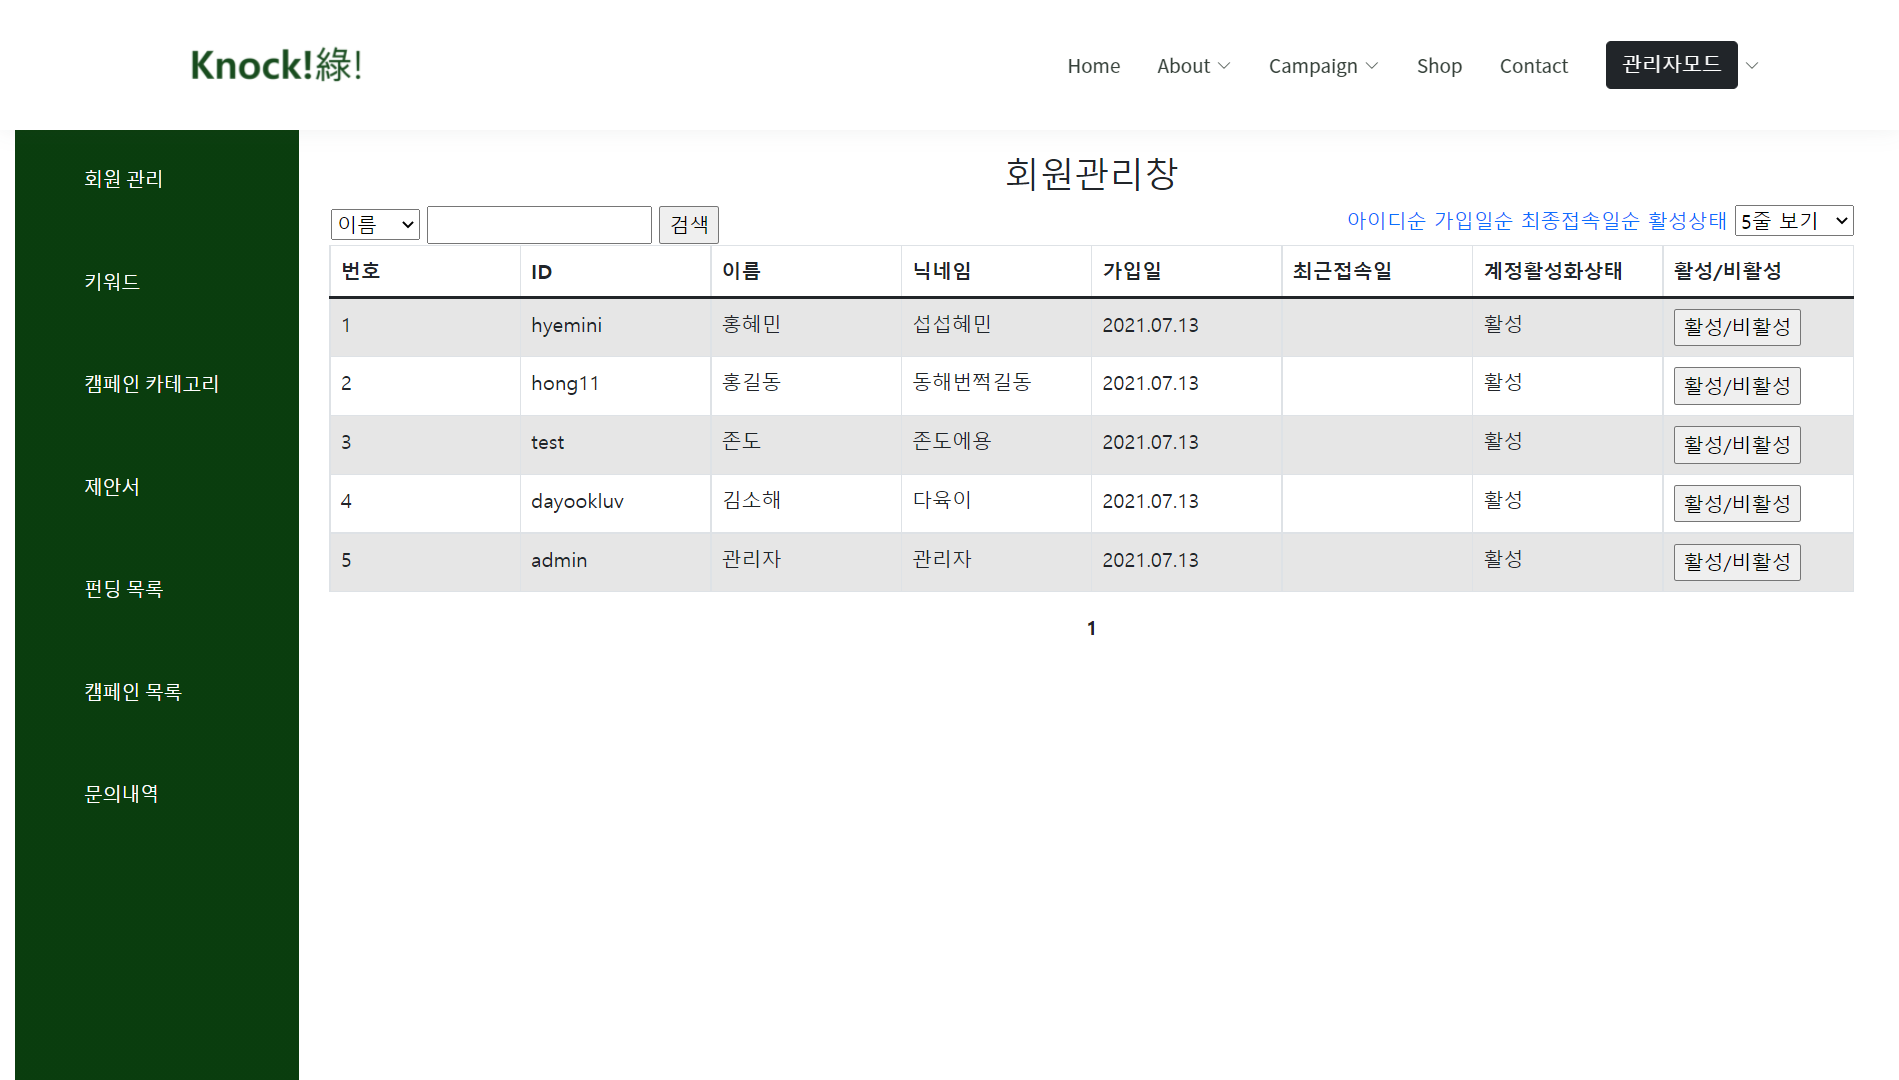 Knock!綠!
Home About Campaign Shop Contact 관리자모드
회원 관리
키워드
캠페인 카테고리
제안서
펀딩 목록
캠페인 목록
문의내역
회원관리창
이름 검색 아이디순 가입일순 최종접속일순 활성상태 5줄 보기
번호 ID 이름 닉네임 가입일 최근접속일 계정활성화상태 활성/비활성
1 hyemini 홍혜민 섭섭혜민 2021.07.13 활성 활성/비활성
2 hong11 홍길동 동해번쩍길동 2021.07.13 활성 활성/비활성
3 test 존도 존도에용 2021.07.13 활성 활성/비활성
4 dayookluv 김소해 다육이 2021.07.13 활성 활성/비활성
5 admin 관리자 관리자 2021.07.13 활성 활성/비활성
1